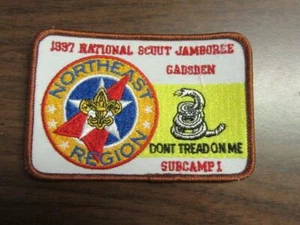 1997 NATIONAL SCOUT JAMBOREE
GADSDEN
NORTHEAST
REGION
DONT TREAD ON ME
SUBCAMP 1